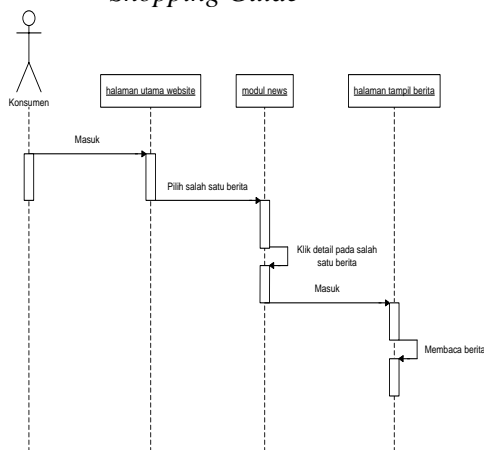 Shopping Guide
halaman utama website
modul news
halaman tampil berita
Konsumen
Masuk
Pilih salah satu berita
Klik detail pada salah
satu berita
Masuk
Membaca berita